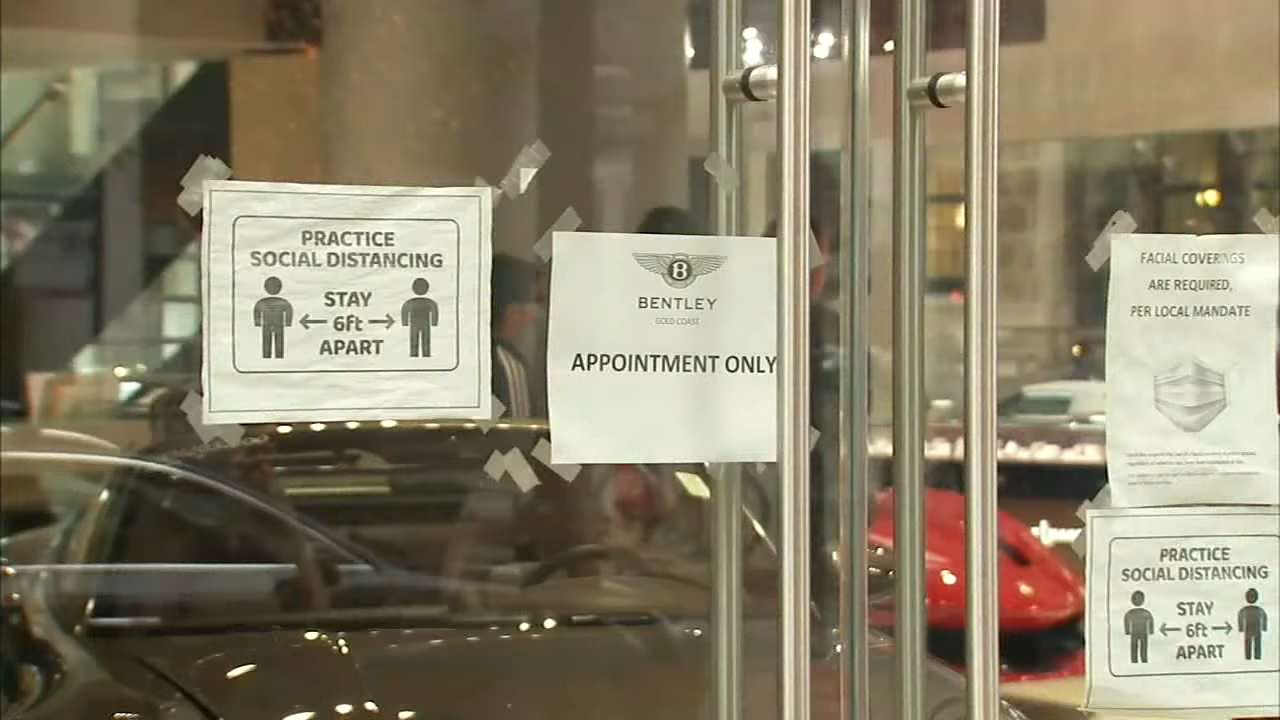 PRACTICE
SOCIAL DISTANCING
STAY
6ft
APART
B
BENTLEY
GOLD COAST
APPOINTMENT ONLY
FACIAL COVERINGS
ARE REQUIRED,
PER LOCAL MANDATE
PRACTICE
SOCIAL DISTANCING
STAY
6ft
APART